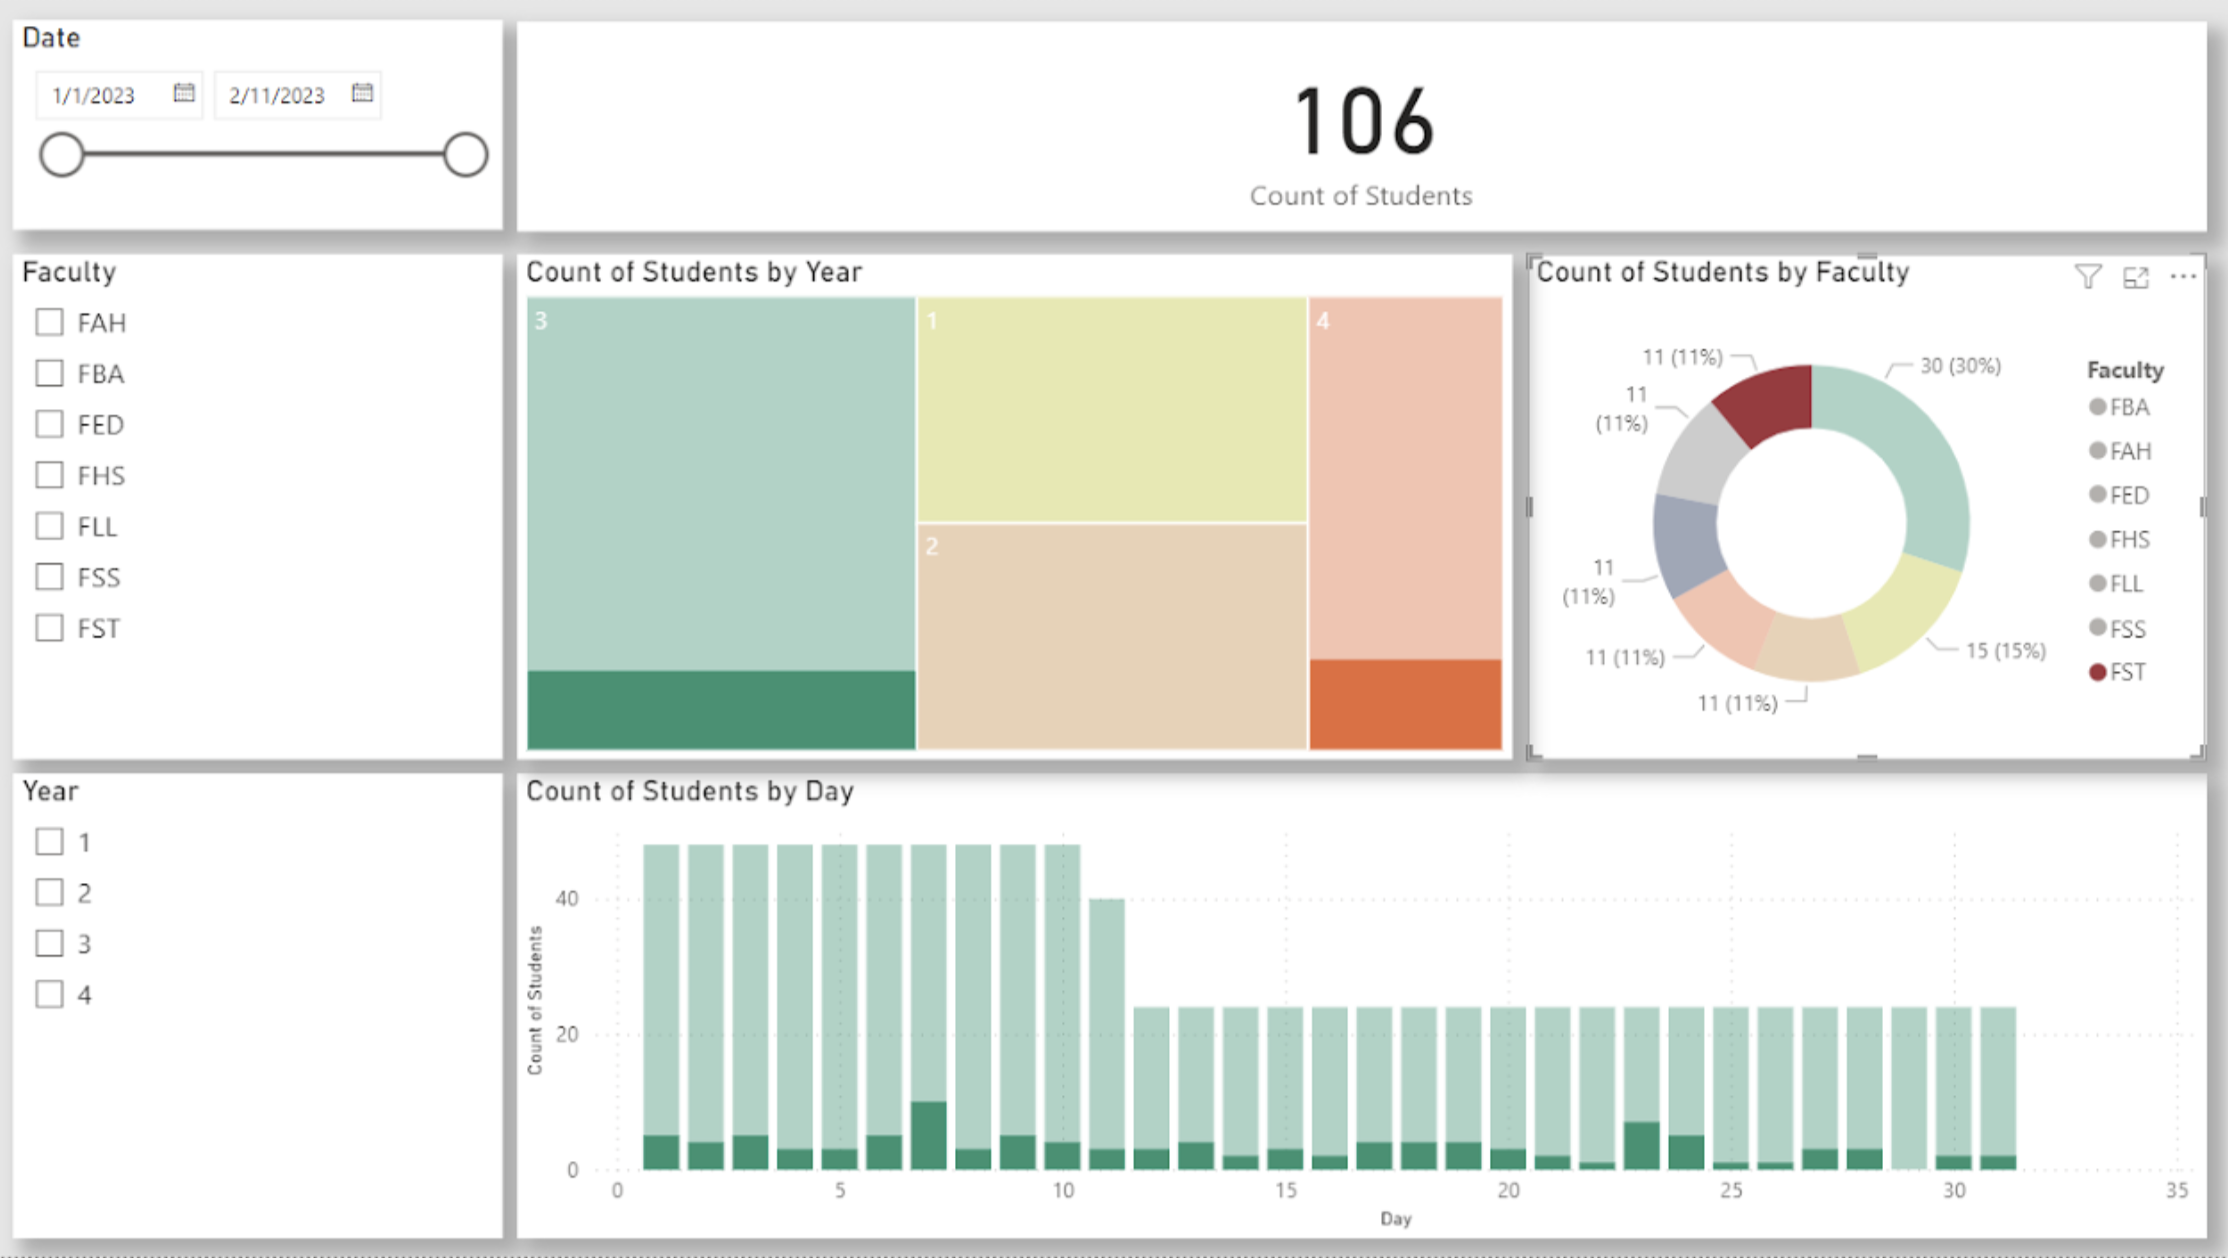 Date
1/1/2023
2/11/2023
106
Count of Students
Faculty
FAH
FBA
FED
FHS
FLL
FSS
FST
Count of Students by Year
3
1
4
2
Count of Students by Faculty
11 (11%)
30 (30%)
11
(11%)
11
(11%)
11 (11%)
11 (11%)
15 (15%)
Faculty
FBA
FAH
FED
FHS
FLL
FSS
FST
Year
1
2
3
4
Count of Students by Day
Count of Students
40
20
0
0 5 10 15 20 25 30 35
Day